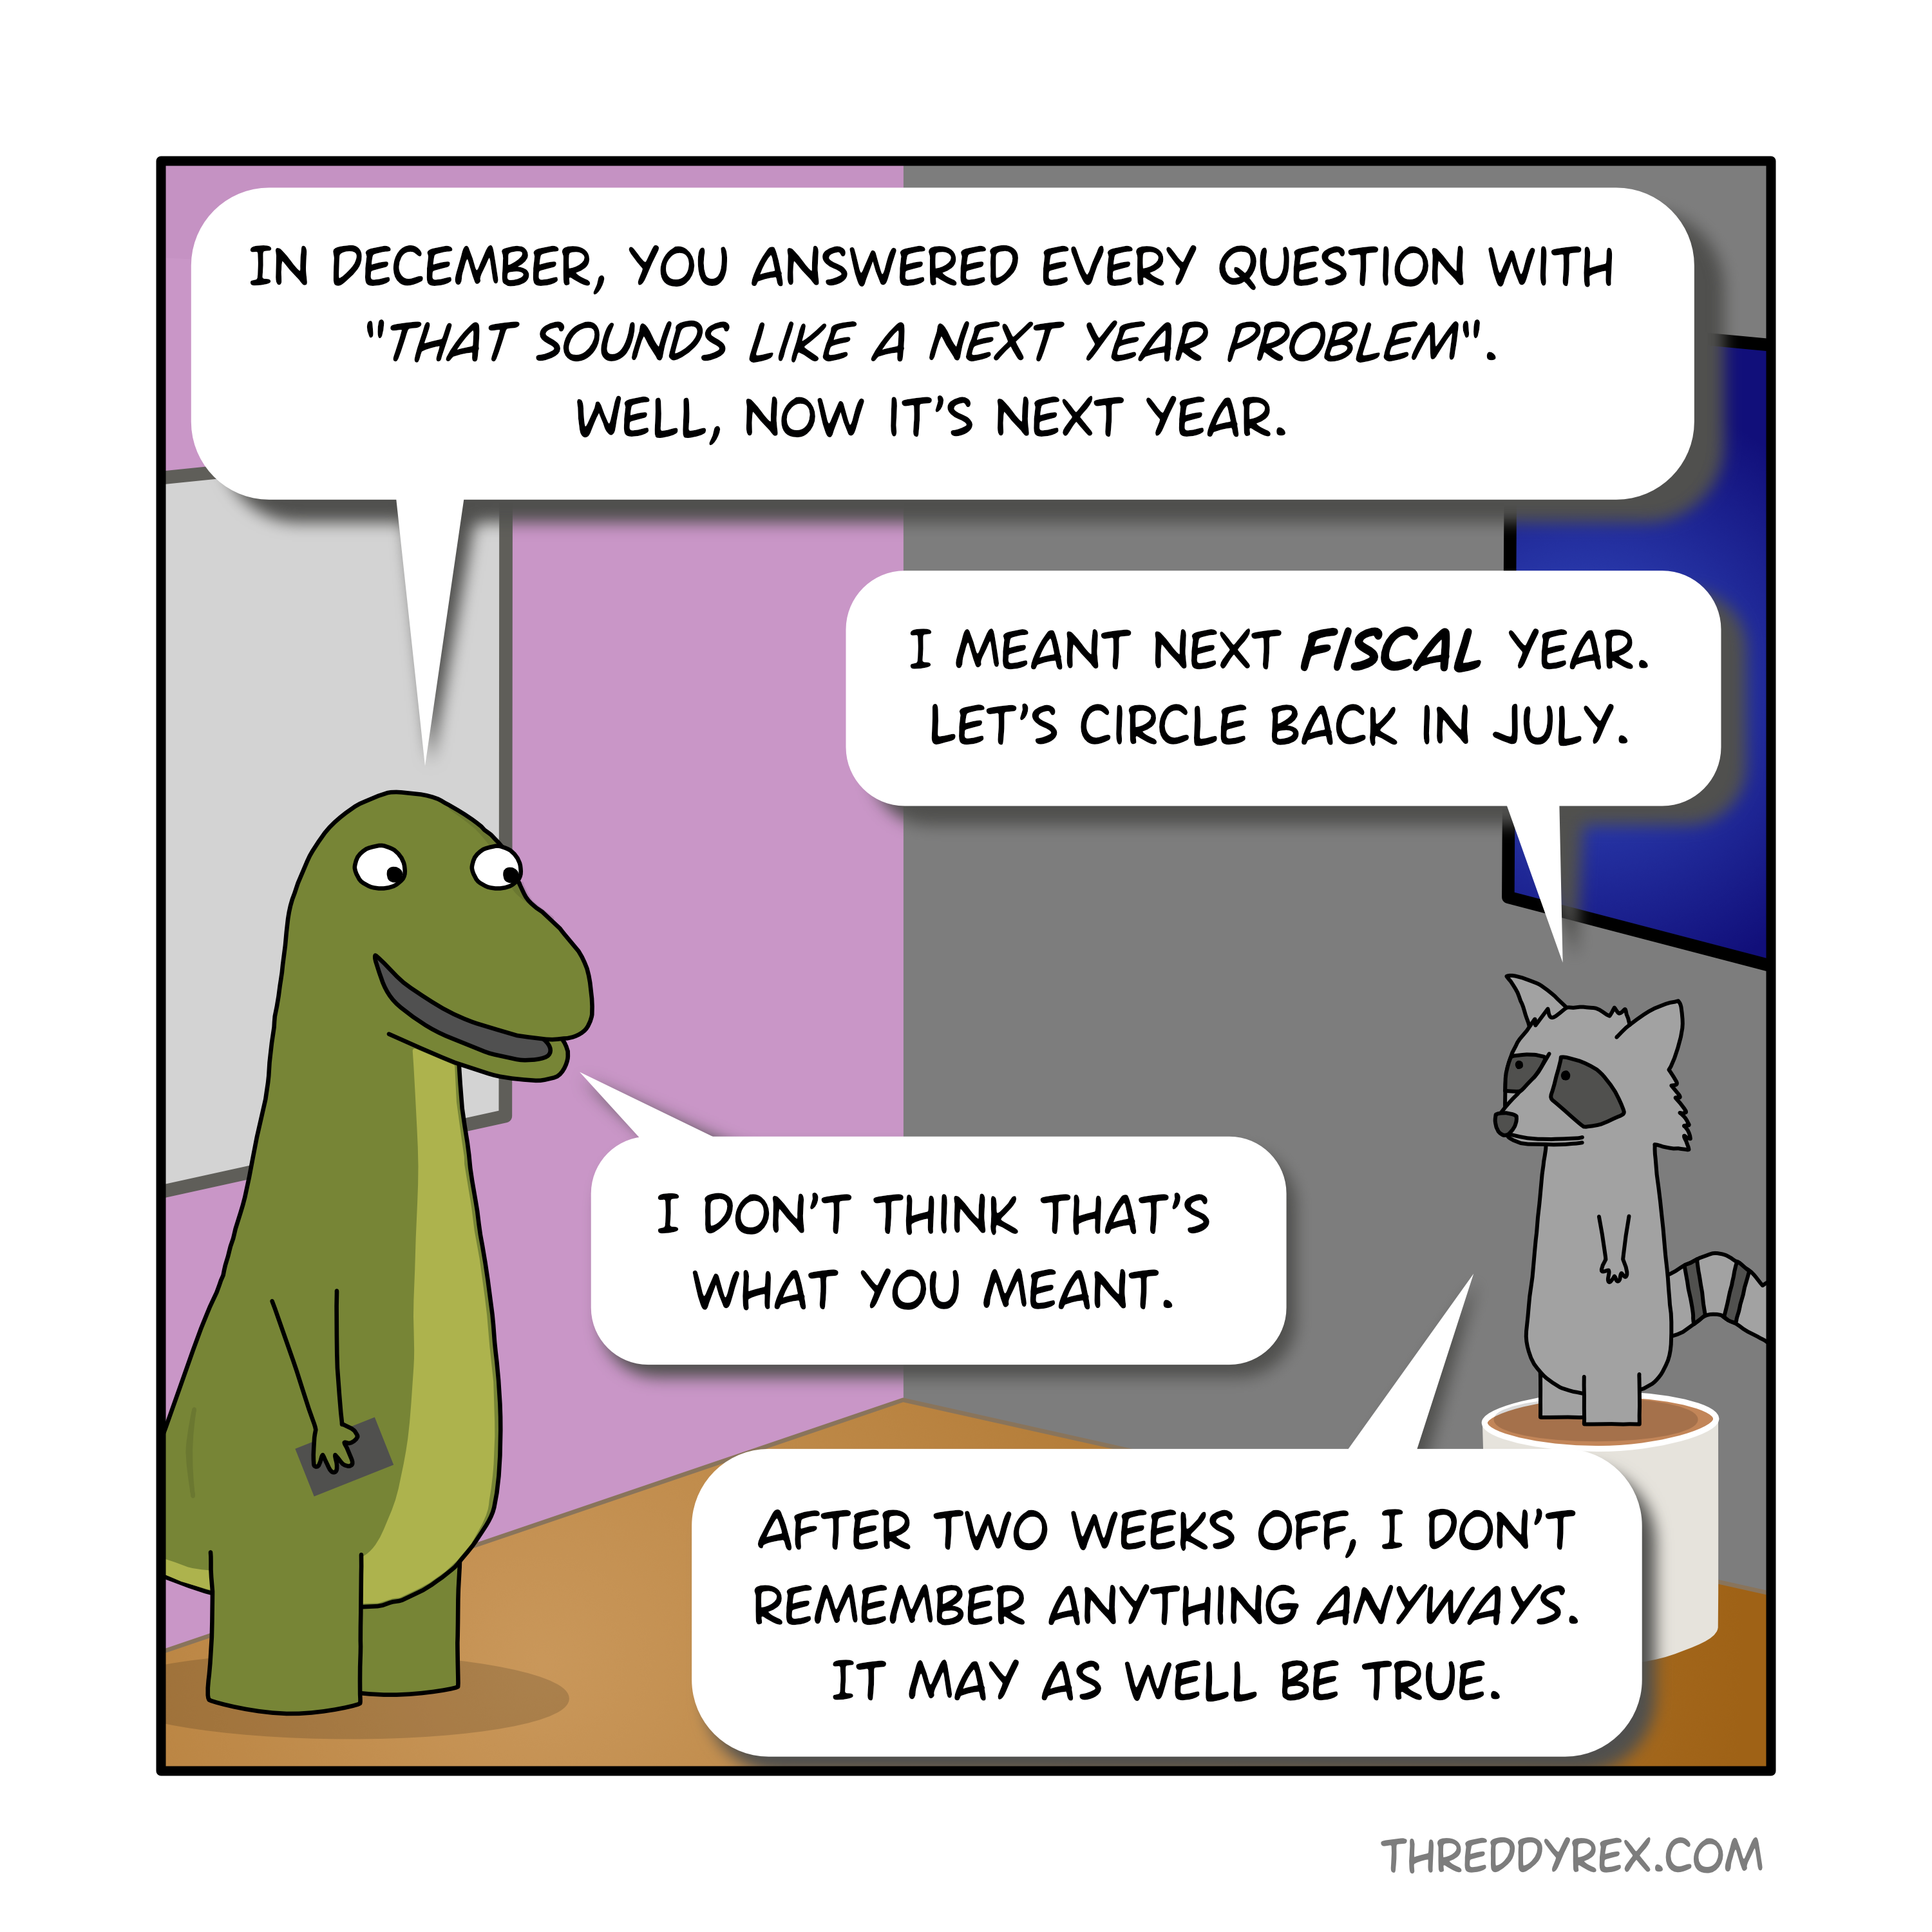 IN DECEMBER, YOU ANSWERED EVERY QUESTION WITH
"THAT SOUNDS LIKE A NEXT YEAR PROBLEM".
WELL, NOW IT'S NEXT YEAR.
I MEANT NEXT FISCAL YEAR.
LET'S CIRCLE BACK IN JULY.
I DON'T THINK THAT'S
WHAT YOU MEANT.
AFTER TWO WEEKS OFF, I DON'T
REMEMBER ANYTHING ANYWAYS.
IT MAY AS WELL BE TRUE.
THREDDYREX.COM